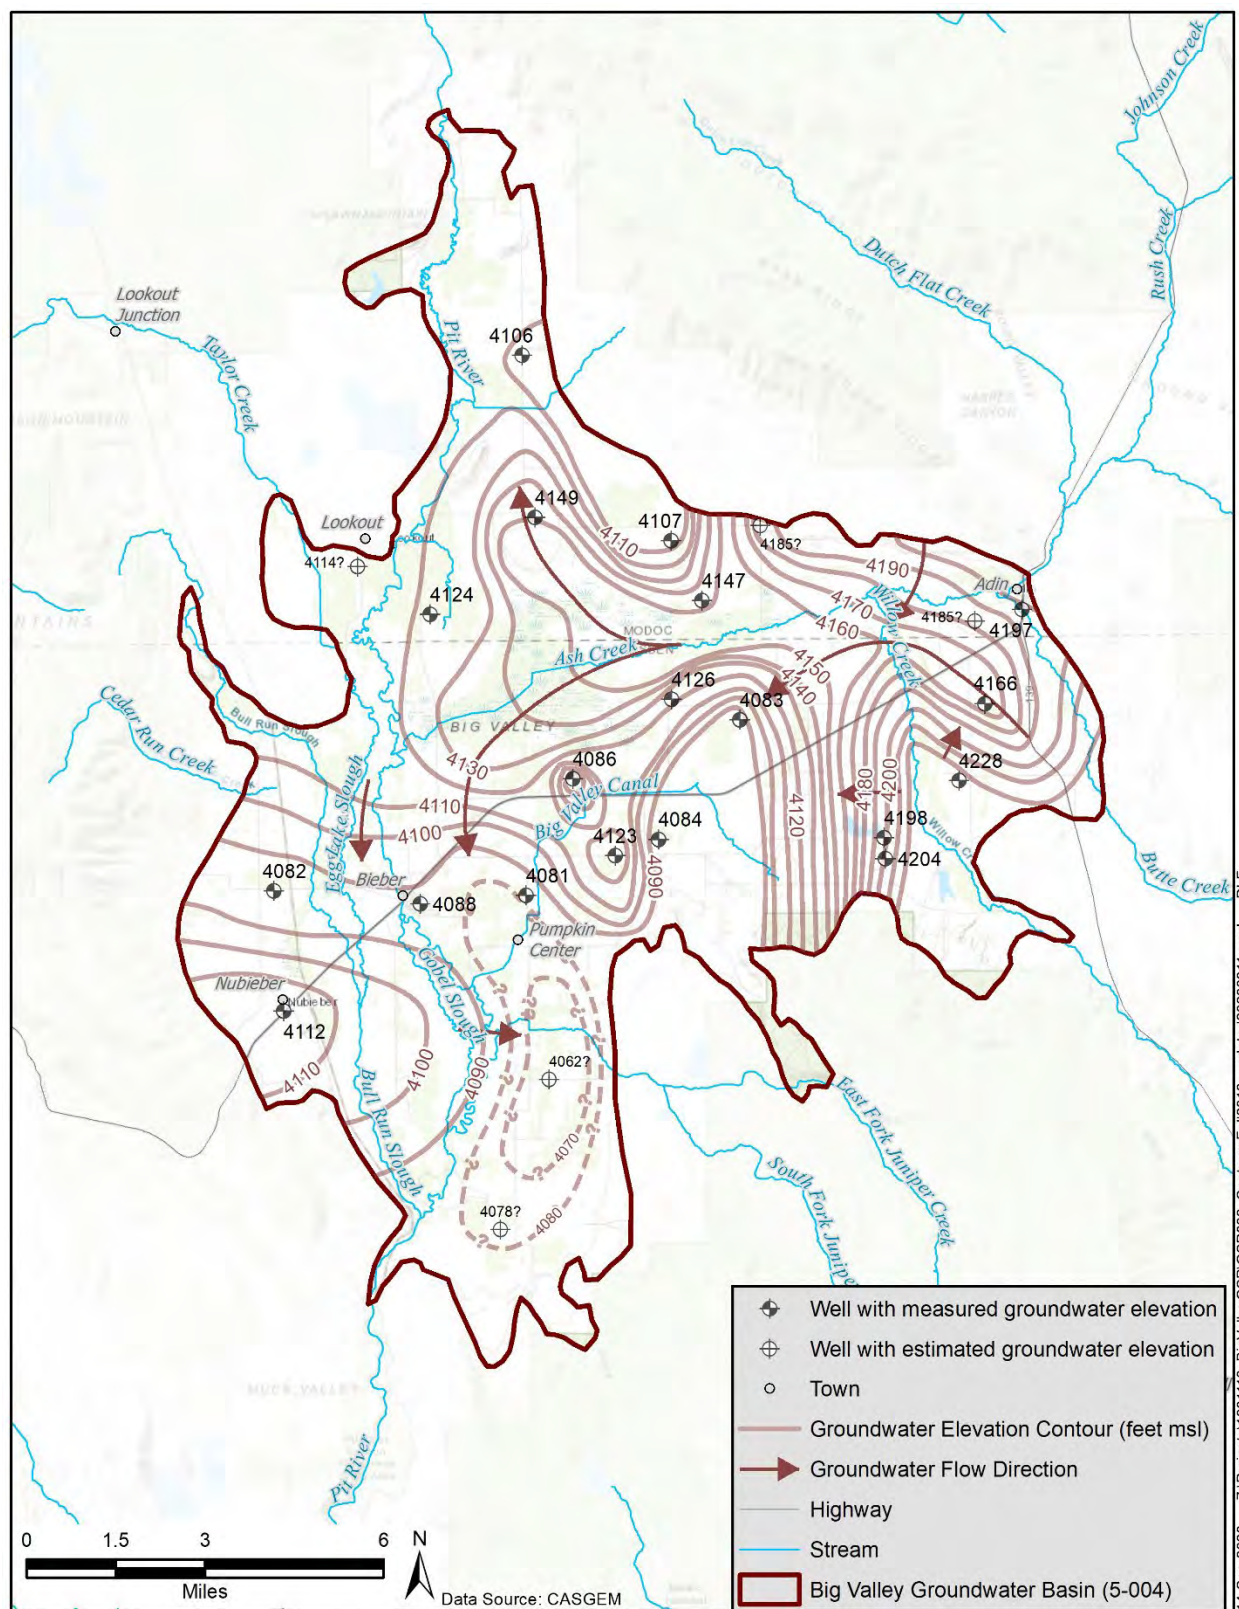 Johnson Creek
Rush Creek
Dutch Flat Creek
Lookout
Junction
Taylor Creek
Pit River
4106
4149
4107
4110
4185?
4190
Adin
Lookout
4114?
4124
4147
MODOC
4170
4160
Willow Creek
4185?
4197
Ash Creek
4150
4140
4126
4083
4166
Cedar Run Creek
Bull Run Slough
BIG VALLEY
4130
4086
4228
Egg Lake Slough
4110
Big Valley Canal
4180
4200
4100
4120
4198
4123
4084
4204
Willow Cr
4090
4082
Bieber
4088
4081
Butte Creek
Pumpkin
Center
Gobel Slough
Nubieber
Nubieber
4112
4062?
4110
4100
4090
Bull Run Slough
East Fork Juniper Creek
4070
South Fork Juniper
4078?
4080
MUCK VALLEY
Pit River
Well with measured groundwater elevation
Well with estimated groundwater elevation
Town
Groundwater Elevation Contour (feet msl)
Groundwater Flow Direction
Highway
Stream
Big Valley Groundwater Basin (5-004)
0 1.5 3 6
Miles
N
Data Source: CASGEM